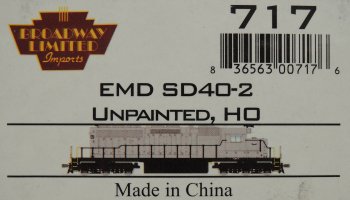 BROADWAY
LIMITED
Imports
717
8 36563 00717 6
EMD SD40-2
UNPAINTED, HO
Made in China